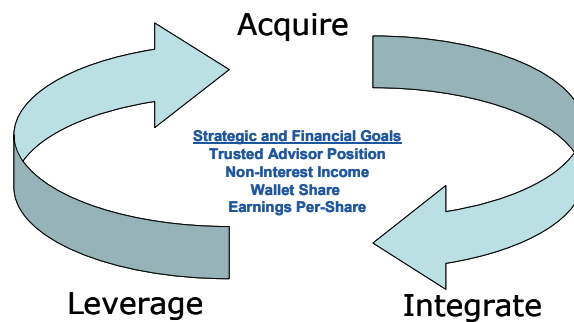 Acquire
Strategic and Financial Goals
Trusted Advisor Position
Non-Interest Income
Wallet Share
Earnings Per-Share
Leverage
Integrate